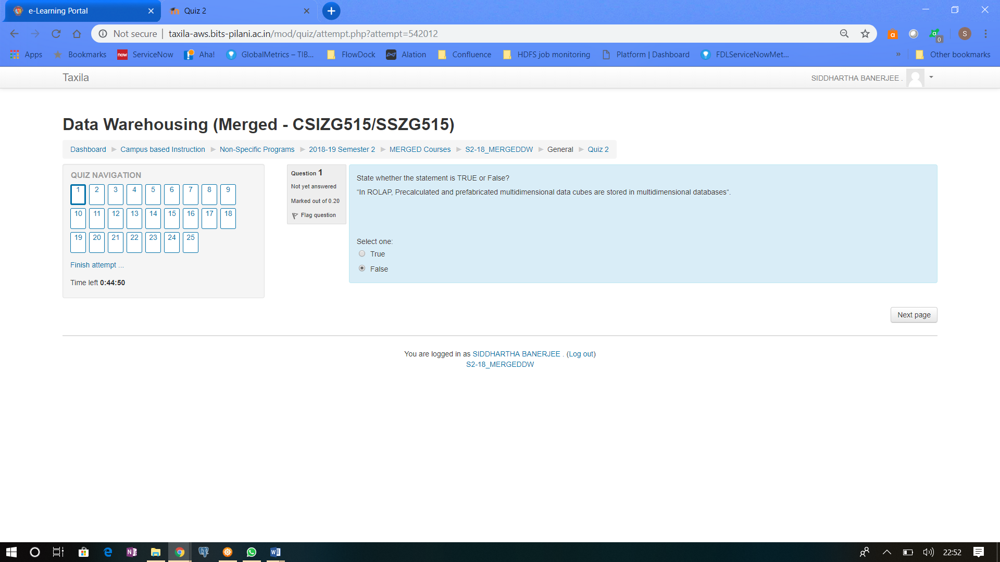 e-Learning Portal
Quiz 2
Not secure | taxila-aws.bits-pilani.ac.in/mod/quiz/attempt.php?attempt=542012
a
a
0
S
Apps
Bookmarks
now ServiceNow
Aha!
GlobalMetrics – TIB...
FlowDock
Alation
Confluence
HDFS job monitoring
Platform | Dashboard
FDLServiceNowMet...
»
Other bookmarks
Taxila
SIDDHARTHA BANERJEE .
Data Warehousing (Merged - CSIZG515/SSZG515)
Dashboard ► Campus based Instruction ► Non-Specific Programs ► 2018-19 Semester 2 ► MERGED Courses ► S2-18_MERGEDDW ► General ► Quiz 2
QUIZ NAVIGATION
1 2 3 4 5 6 7 8 9
10 11 12 13 14 15 16 17 18
19 20 21 22 23 24 25
Finish attempt ...
Time left 0:44:50
Question 1
Not yet answered
Marked out of 0.20
Flag question
State whether the statement is TRUE or False?
“In ROLAP, Precalculated and prefabricated multidimensional data cubes are stored in multidimensional databases“.
Select one:
True
False
Next page
You are logged in as SIDDHARTHA BANERJEE . (Log out)
S2-18_MERGEDDW
22:52